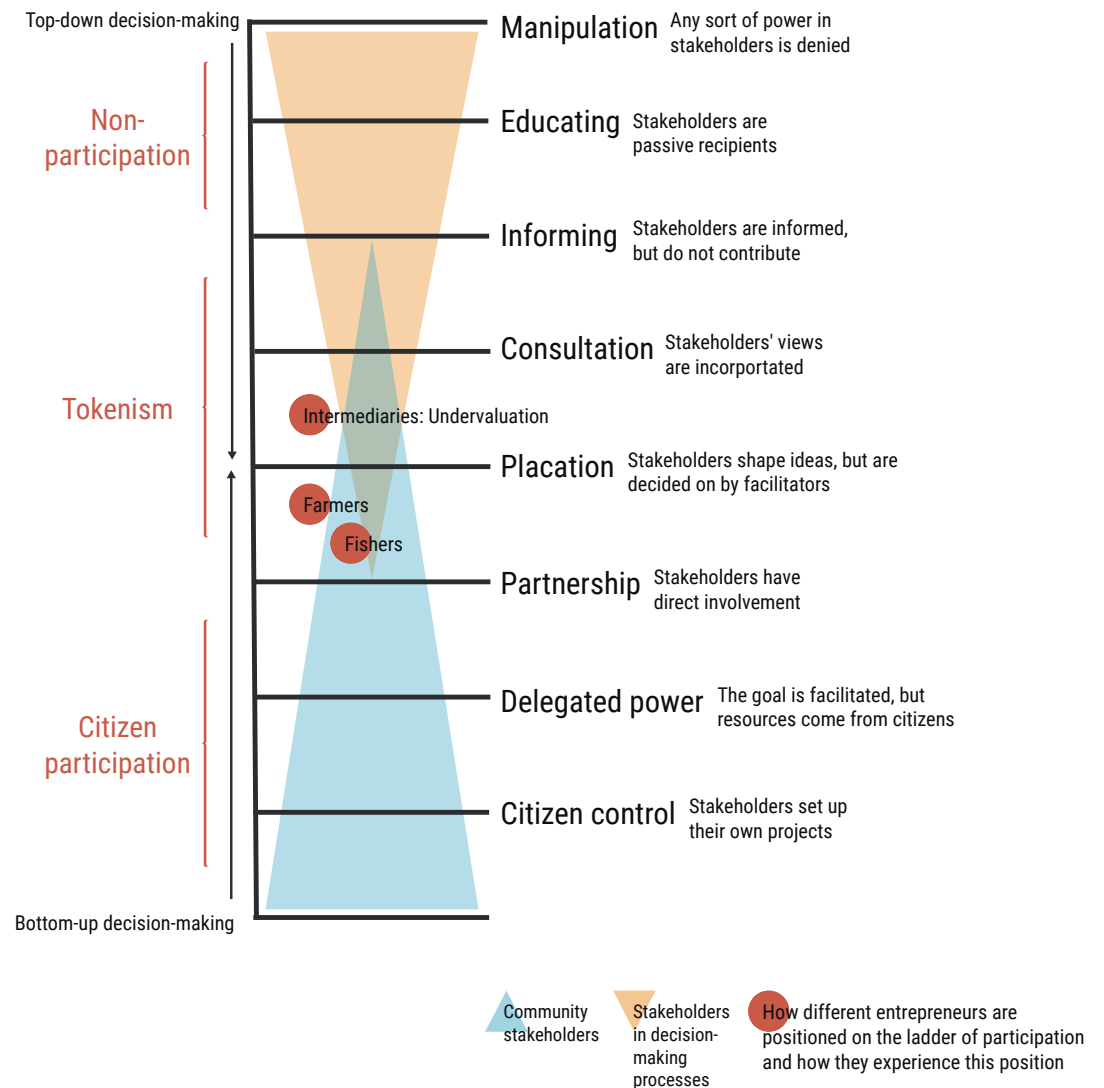 Top-down decision-making
Manipulation
Any sort of power in
stakeholders is denied
Non-
participation
Educating
Stakeholders are
passive recipients
Informing
Stakeholders are informed,
but do not contribute
Consultation
Stakeholders' views
are incorportated
Tokenism
Intermediaries: Undervaluation
Placation
Stakeholders shape ideas, but are
decided on by facilitators
Farmers
Fishers
Partnership
Stakeholders have
direct involvement
Delegated power
The goal is facilitated, but
resources come from citizens
Citizen
participation
Citizen control
Stakeholders set up
their own projects
Bottom-up decision-making
Community
stakeholders
Stakeholders
in decision-
making
processes
How different entrepreneurs are
positioned on the ladder of participation
and how they experience this position